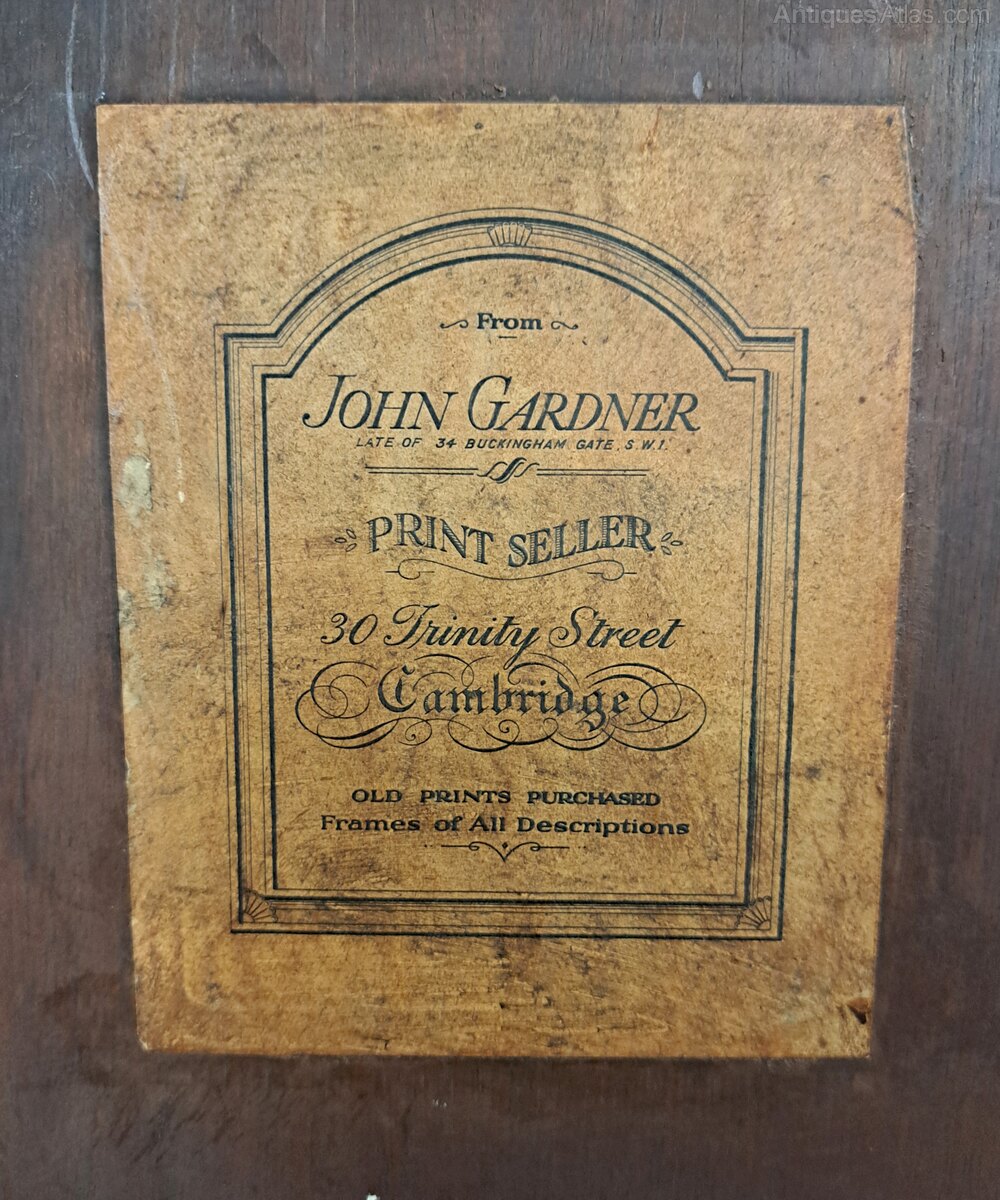 AntiquesAtlas.com
From
JOHN GARDNER
LATE OF 34 BUCKINGHAM GATE, S.W.1.
PRINT SELLER
30 Trinity Street
Cambridge
OLD PRINTS PURCHASED
Frames of All Descriptions